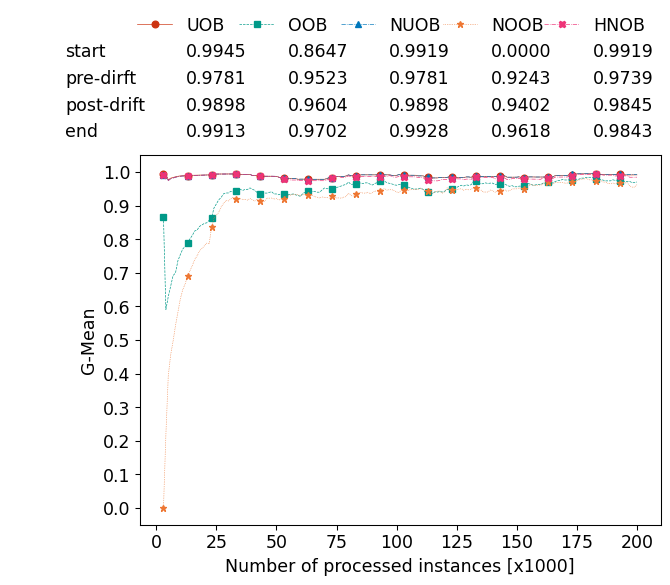 UOB OOB NUOB NOOB HNOB
start 0.9945 0.8647 0.9919 0.0000 0.9919
pre-dirft 0.9781 0.9523 0.9781 0.9243 0.9739
post-drift 0.9898 0.9604 0.9898 0.9402 0.9845
end 0.9913 0.9702 0.9928 0.9618 0.9843
1.0
0.9
0.8
0.7
0.6
0.5
0.4
0.3
0.2
0.1
0.0
G-Mean
0 25 50 75 100 125 150 175 200
Number of processed instances [x1000]